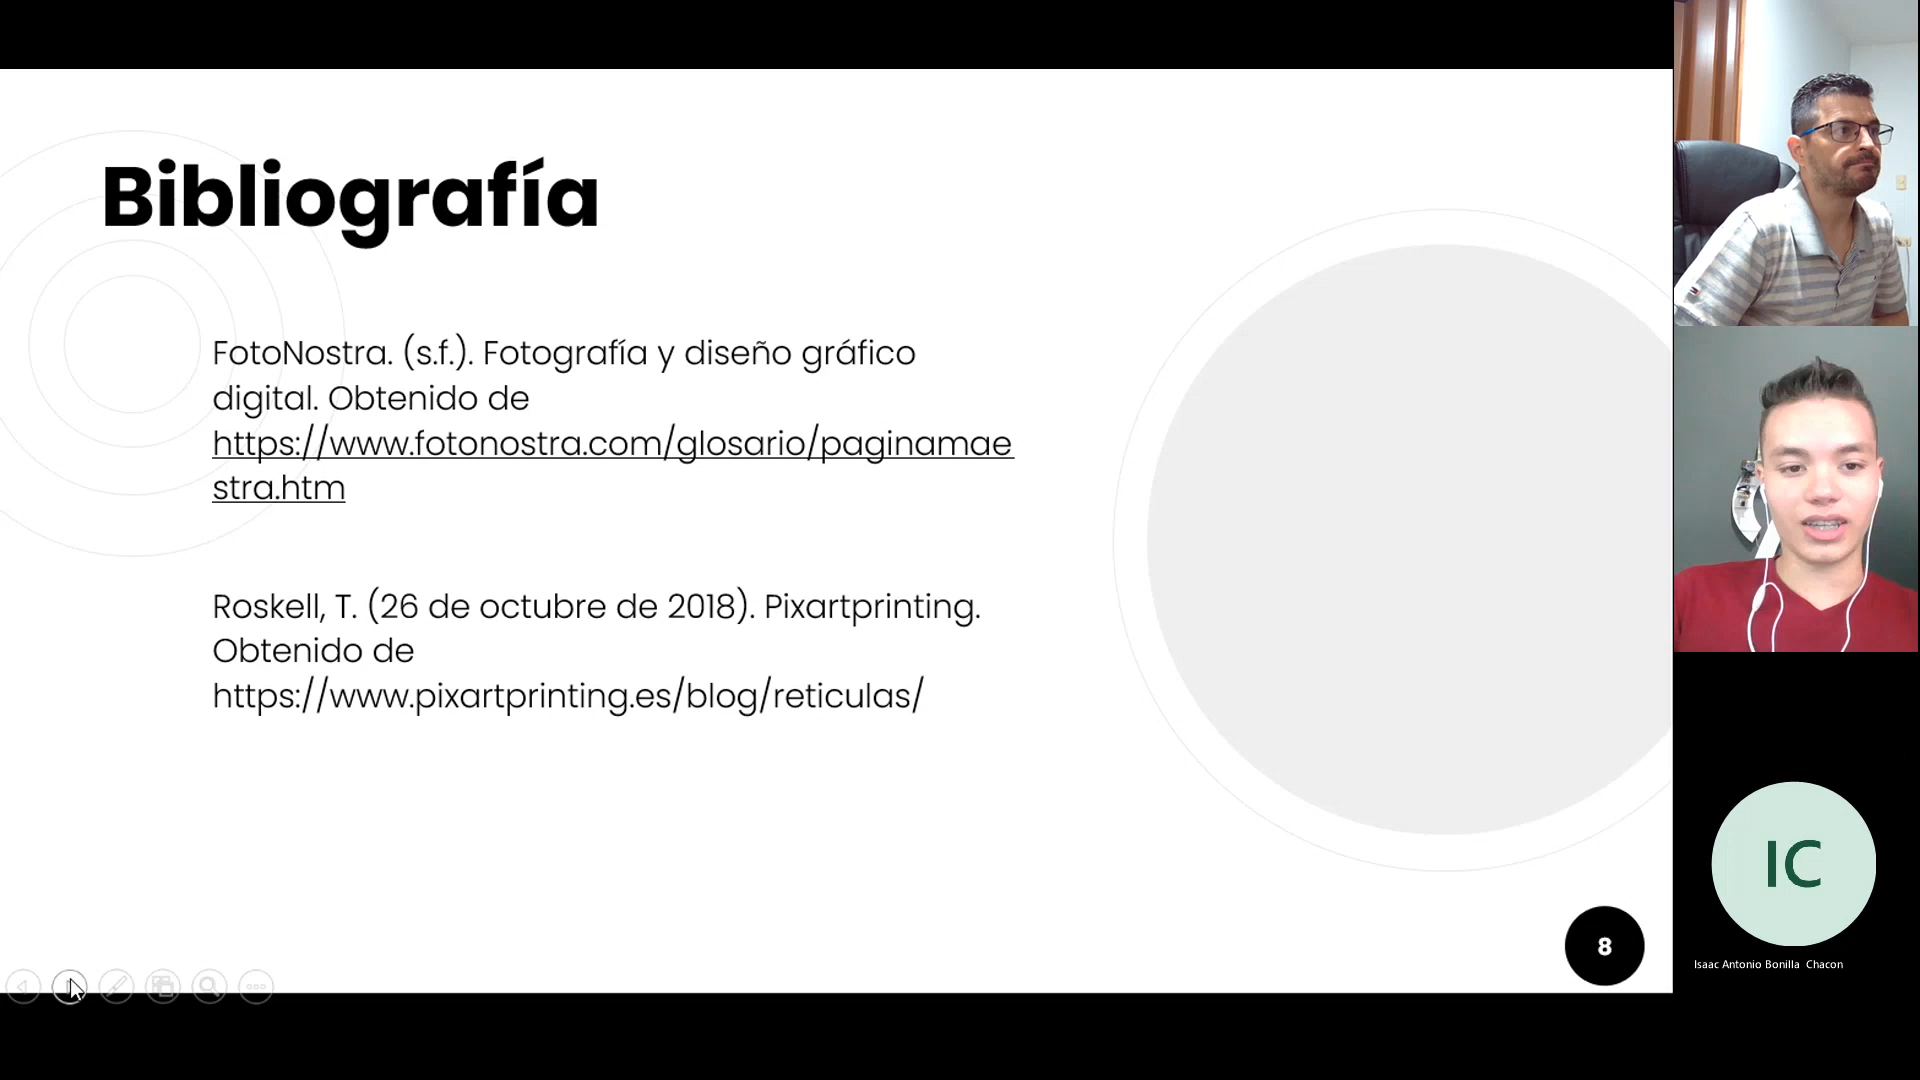 Bibliografía
FotoNostra. (s.f.). Fotografía y diseño gráfico
digital. Obtenido de
https://www.fotonostra.com/glosario/paginamae
stra.htm
Roskell, T. (26 de octubre de 2018). Pixartprinting.
Obtenido de
https://www.pixartprinting.es/blog/reticulas/
8
IC
Isaac Antonio Bonilla Chacon